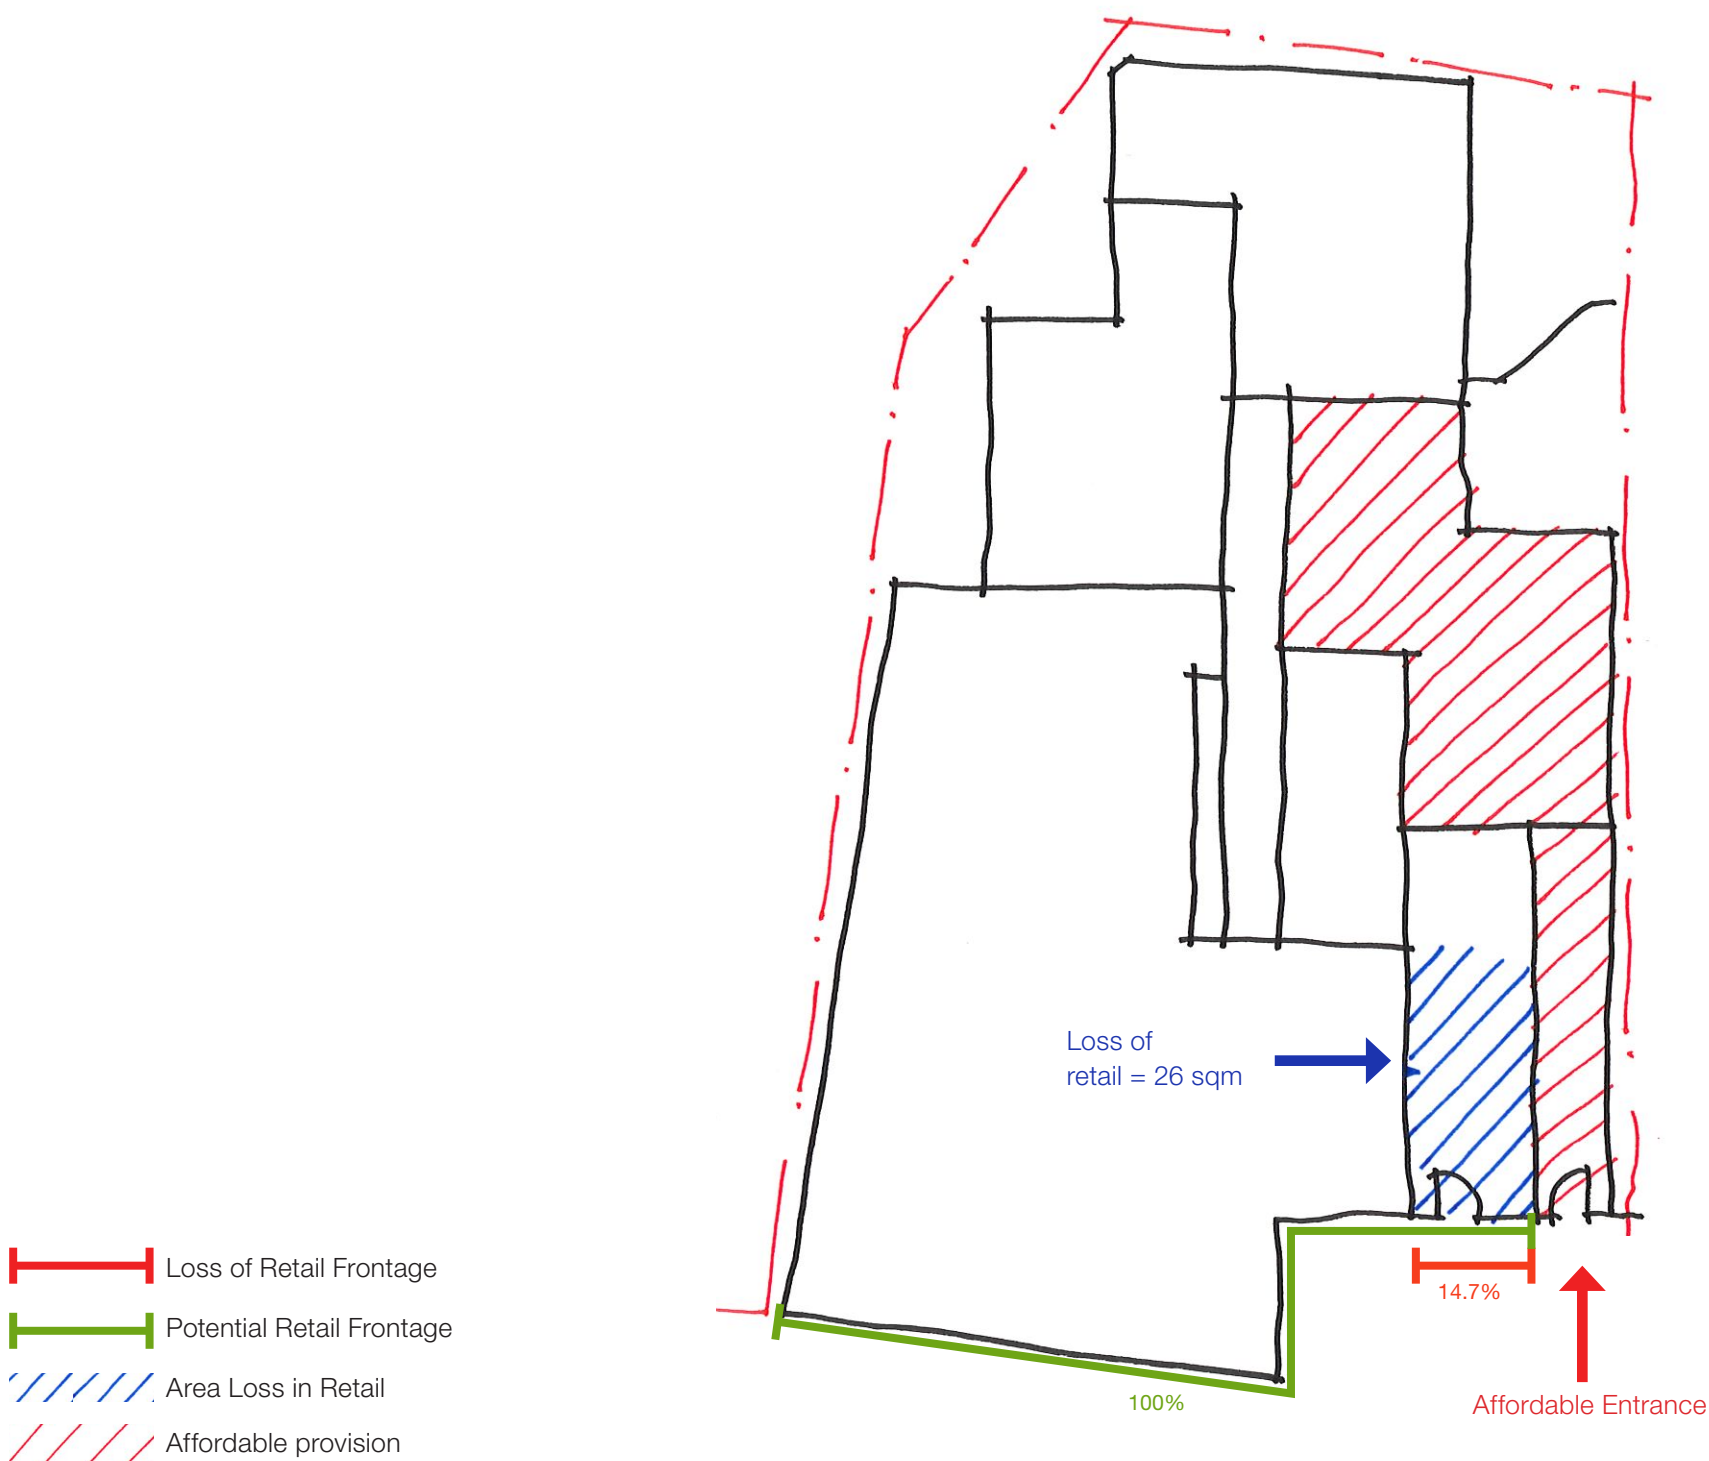 Loss of
retail = 26 sqm
Loss of Retail Frontage
14.7%
Potential Retail Frontage
Area Loss in Retail
100%
Affordable Entrance
Affordable provision